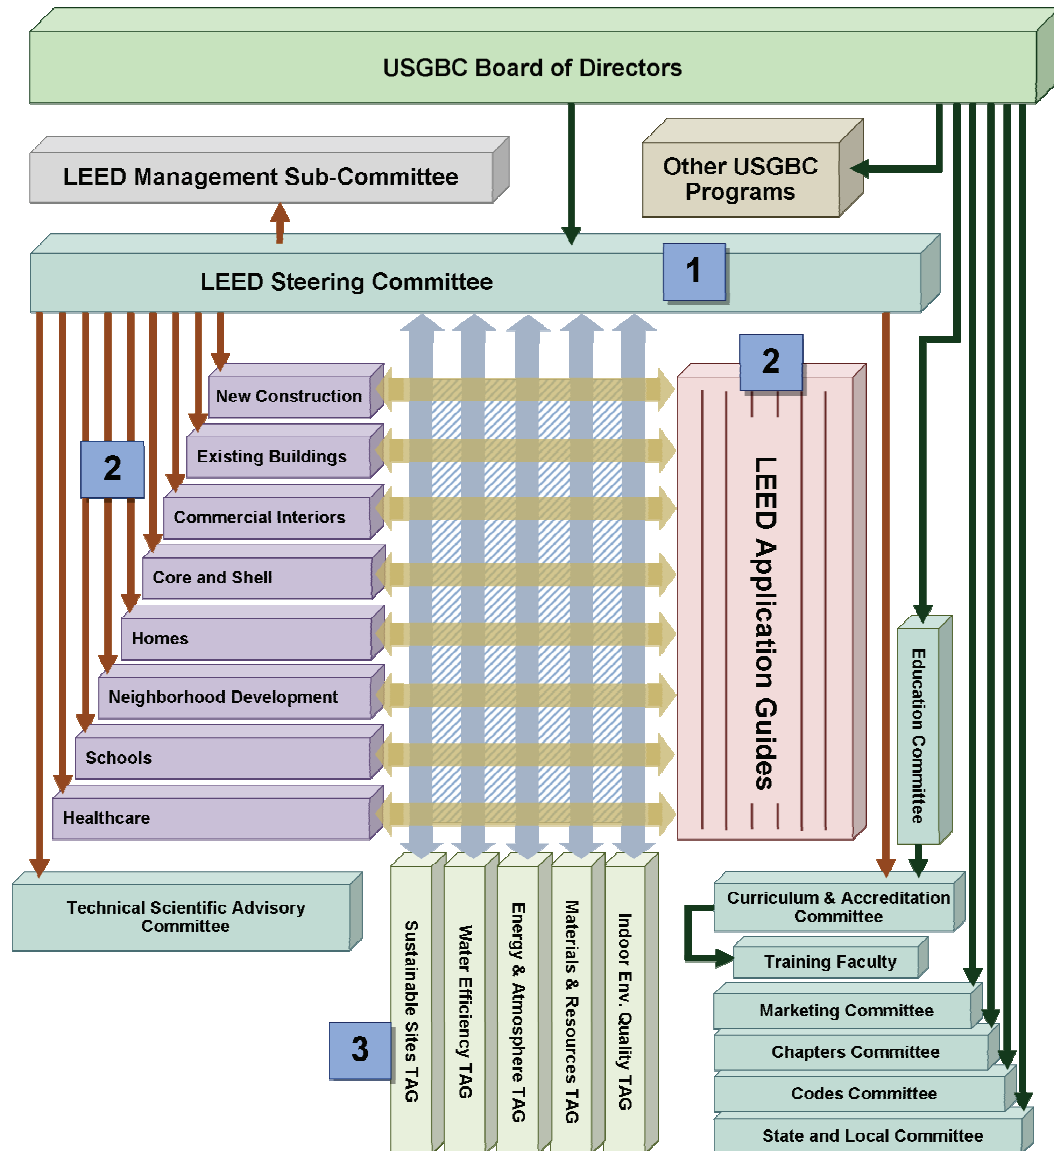 USGBC Board of Directors
LEED Management Sub-Committee
Other USGBC
Programs
LEED Steering Committee
1
2
New Construction
Existing Buildings
2
Commercial Interiors
Core and Shell
Homes
Neighborhood Development
Schools
Healthcare
LEED Application Guides
Education Committee
Technical Scientific Advisory
Committee
Curriculum & Accreditation
Committee
Training Faculty
Marketing Committee
Chapters Committee
Codes Committee
State and Local Committee
3
Sustainable Sites TAG
Water Efficiency TAG
Energy & Atmosphere TAG
Materials & Resources TAG
Indoor Env. Quality TAG